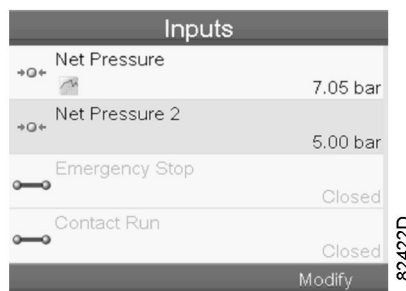 Inputs
Net Pressure
7.05 bar
Net Pressure 2
5.00 bar
Emergency Stop
Closed
Contact Run
Closed
Modify
82422D